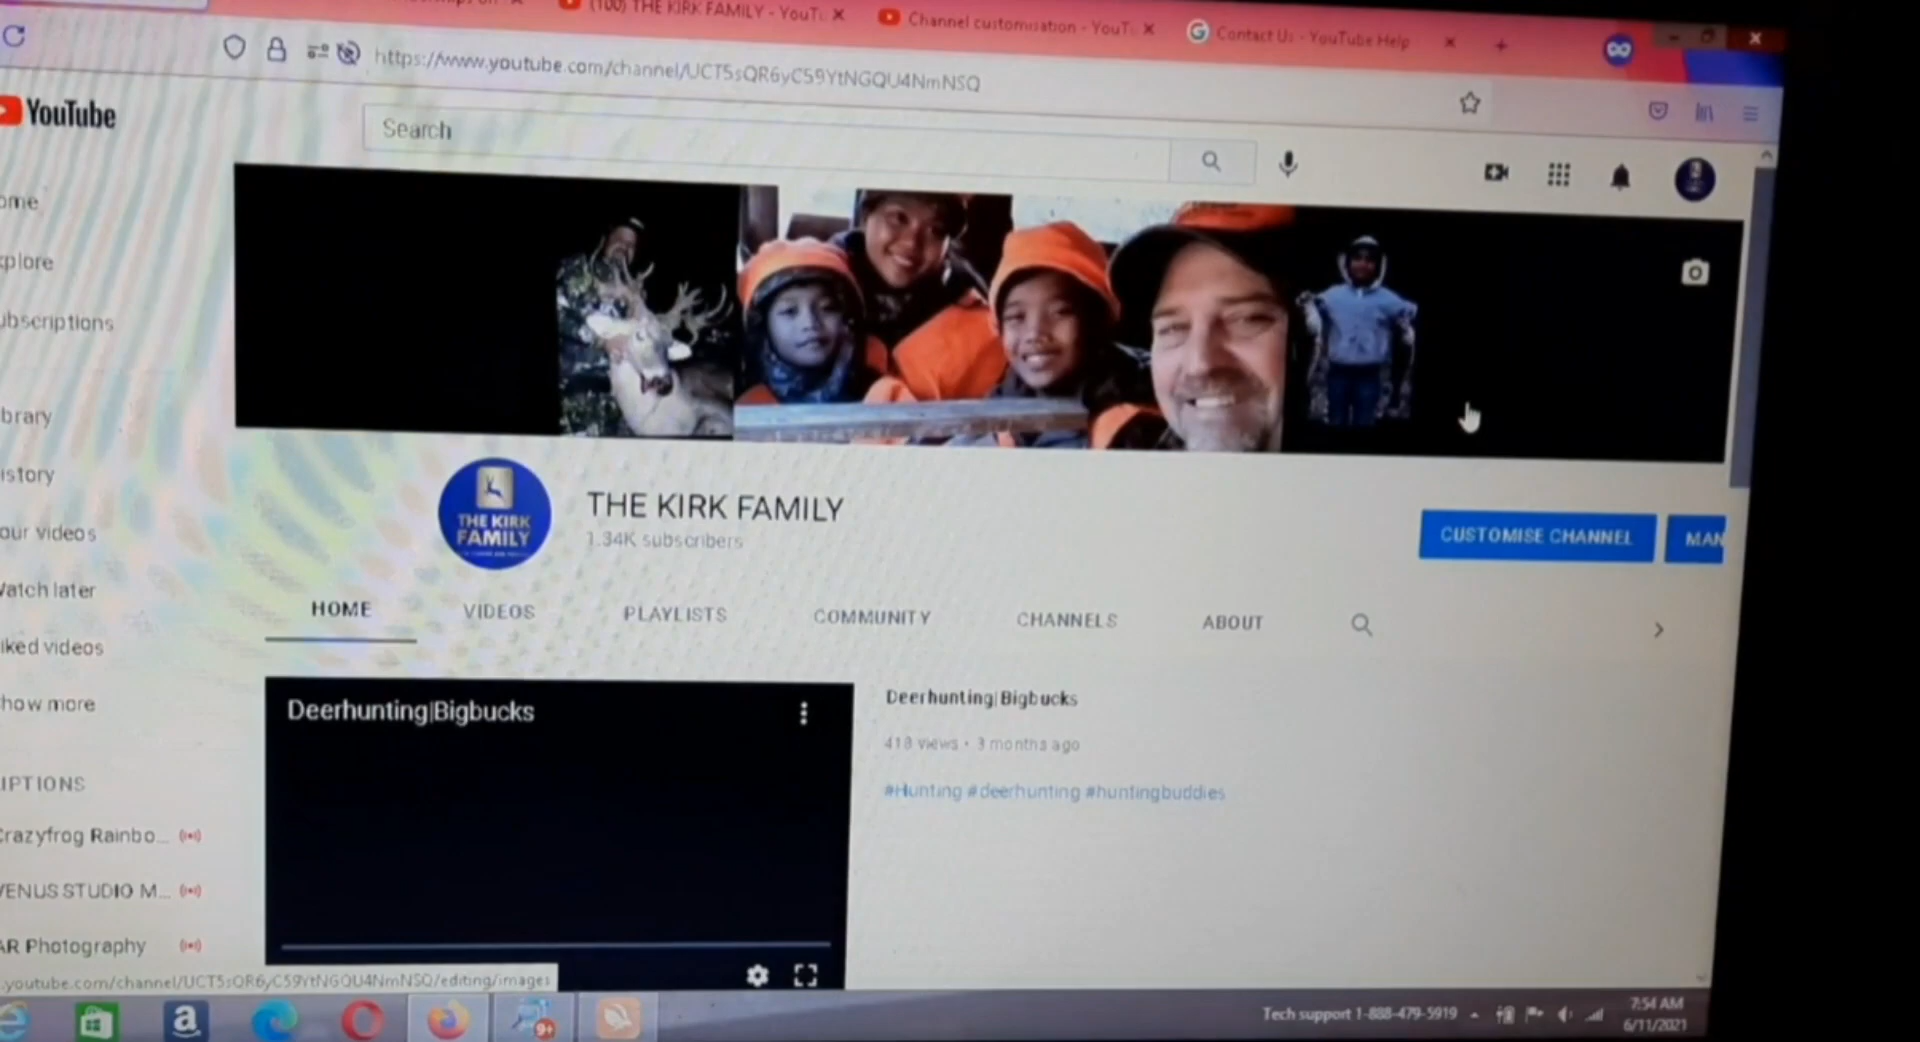 (100) THE KIRK FAMILY - YouTu
Channel customisation - YouT
Contact Us - YouTube Help
https://www.youtube.com/channel/UCT5sQR6yC59YtNGQU4NmNSQ
YouTube
Search
ome
xplore
ubscriptions
brary
istory
our videos
Vatch later
iked videos
how more
IPTIONS
Crazyfrog Rainbo...
VENUS STUDIO M...
AR Photography
THE KIRK
FAMILY
THE KIRK FAMILY
1.34K subscribers
CUSTOMISE CHANNEL
MAN
HOME VIDEOS PLAYLISTS COMMUNITY CHANNELS ABOUT
Deerhunting|Bigbucks
Deerhunting|Bigbucks
views • 3 months ago
#Hunting #deerhunting #huntingbuddies
.youtube.com/channel/UCT5sQR6yC59YtNGQU4NmNSQ/editing/images
a
9+
Tech support 1-888-479-5919
7:54 AM
6/11/2021